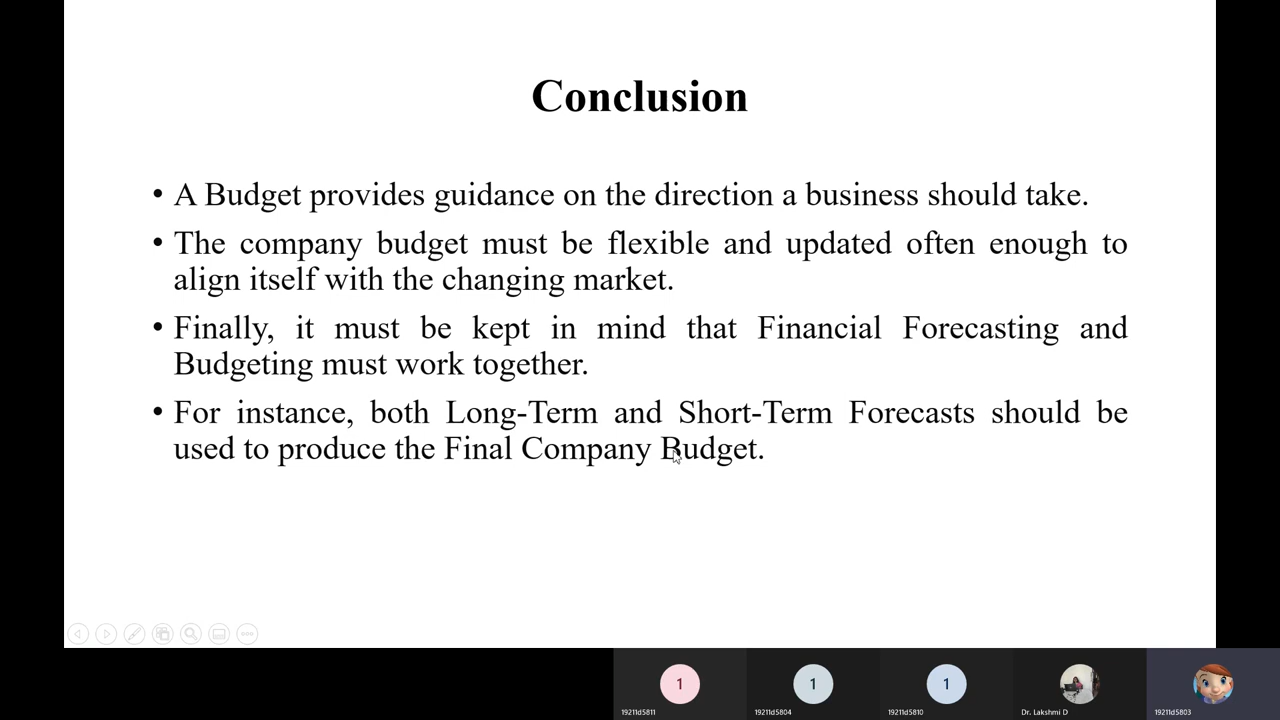 Conclusion
• A Budget provides guidance on the direction a business should take.
• The company budget must be flexible and updated often enough to
align itself with the changing market.
• Finally, it must be kept in mind that Financial Forecasting and
Budgeting must work together.
• For instance, both Long-Term and Short-Term Forecasts should be
used to produce the Final Company Budget.
1 1 1
19211d5811 19211d5804 19211d5810 Dr. Lakshmi D 19211d5803